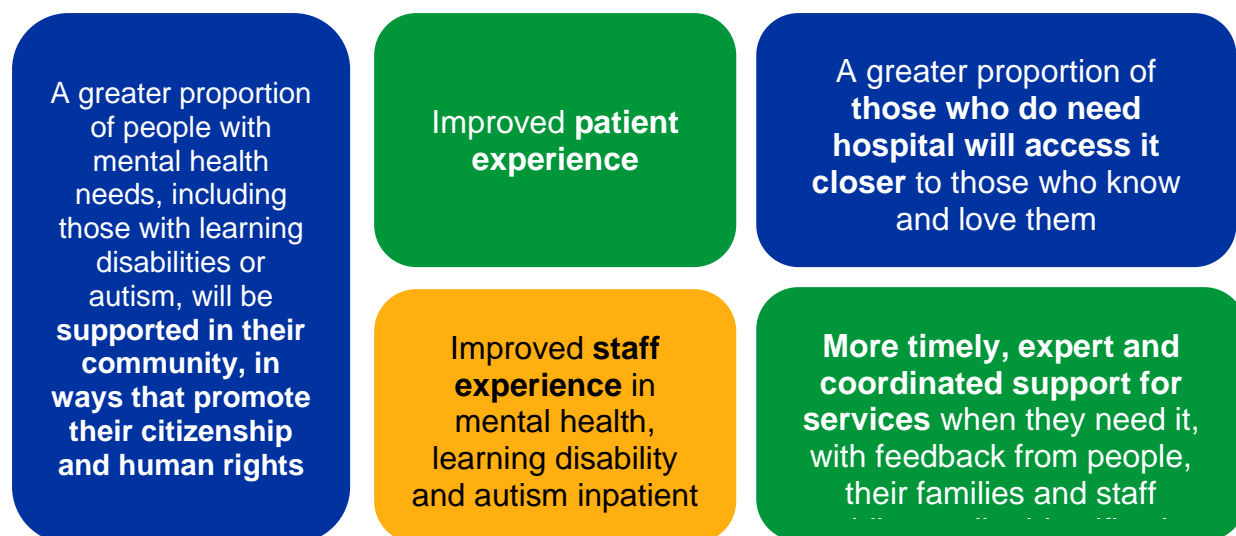 A greater proportion
of people with
mental health
needs, including
those with learning
disabilities or
autism, will be
supported in their
community, in
ways that promote
their citizenship
and human rights
Improved patient
experience
A greater proportion of
those who do need
hospital will access it
closer to those who know
and love them
Improved staff
experience in
mental health,
learning disability
and autism inpatient
More timely, expert and
coordinated support for
services when they need it,
with feedback from people,
their families and staff